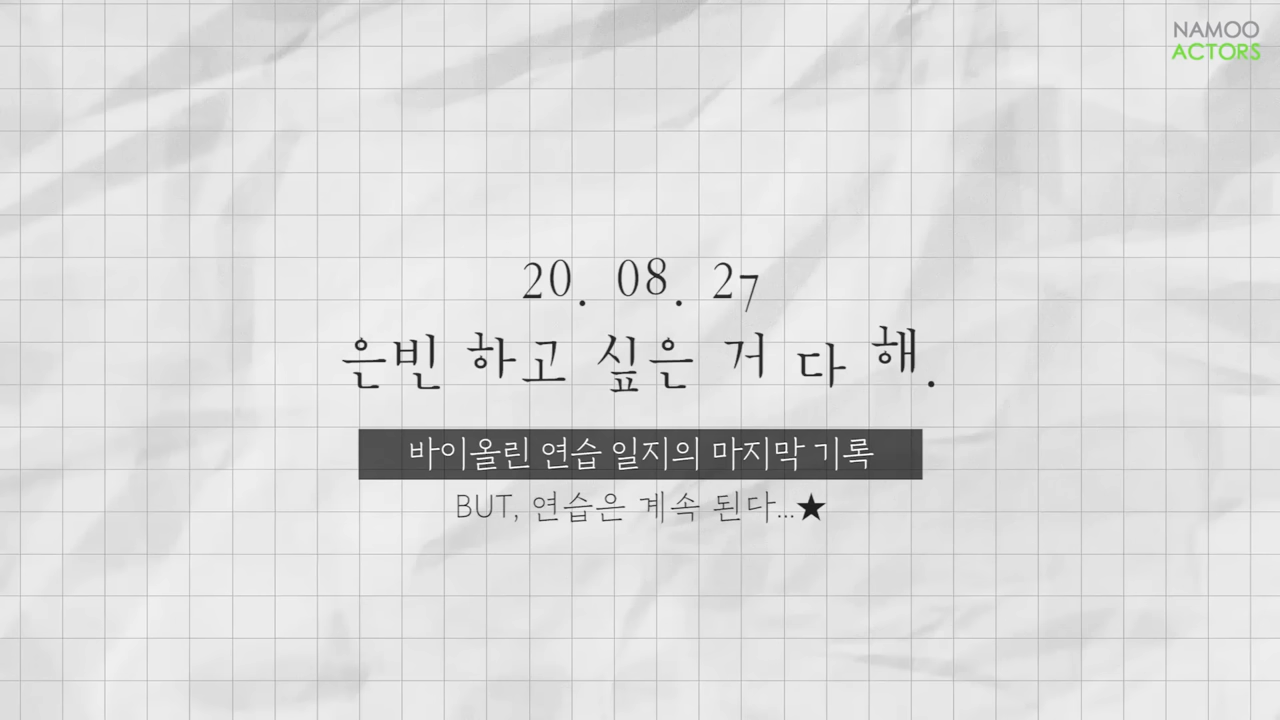 NAMOO
ACTORS
20. 08. 27
은빈 하고 싶은 거 다 해.
바이올린 연습 일지의 마지막 기록
BUT, 연습은 계속 된다...★